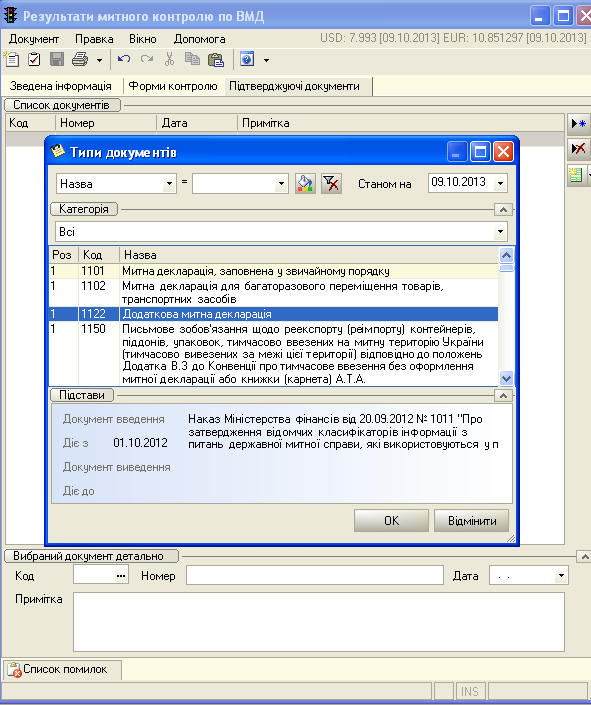 Результати митного контролю по ВМД
Документ Правка Вікно Допомога USD: 7.993 [09.10.2013] EUR: 10.851297 [09.10.2013]
Зведена інформація Форми контролю Підтверджуючі документи
Список документів
Код Номер Дата Примітка
Типи документів
Назва = Станом на 09.10.2013
Категорія
Всі
Роз Код Назва
1 1101 Митна декларація, заповнена у звичайному порядку
1 1102 Митна декларація для багаторазового переміщення товарів,
транспортних засобів
1 1122 Додаткова митна декларація
1 1150 Письмове зобов'язання щодо реекспорту (реімпорту) контейнерів,
піддонів, упаковок, тимчасово ввезених на митну територію України
(тимчасово вивезених за межі цієї території) відповідно до положень
Додатка В.3 до Конвенції про тимчасове ввезення без оформлення
митної декларації або книжки (карнета) А.Т.А.
Підстави
Документ введення Наказ Міністерства фінансів від 20.09.2012 № 1011 "Про
затвердження відомчих класифікаторів інформації з
Діє з 01.10.2012 питань державної митної справи, які використовуються у п
Документ виведення
Діє до
OK Відмінити
Вибраний документ детально
Код ... Номер Дата . .
Примітка
Список помилок
INS